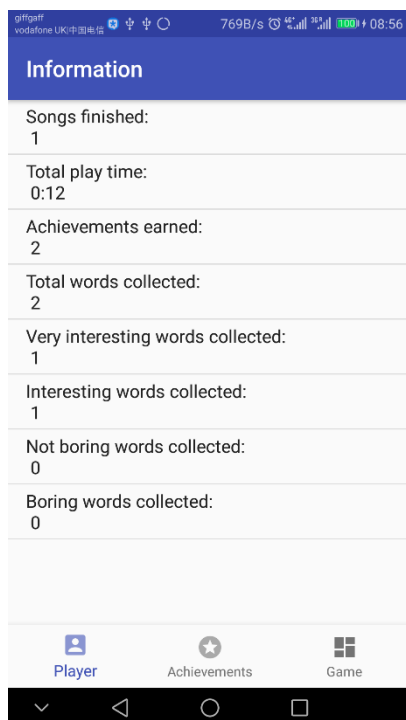 giffgaff
vodafone UK|中国电信 769B/s 100 08:56
Information
Songs finished:
1
Total play time:
0:12
Achievements earned:
2
Total words collected:
2
Very interesting words collected:
1
Interesting words collected:
1
Not boring words collected:
0
Boring words collected:
0
Player Achievements Game